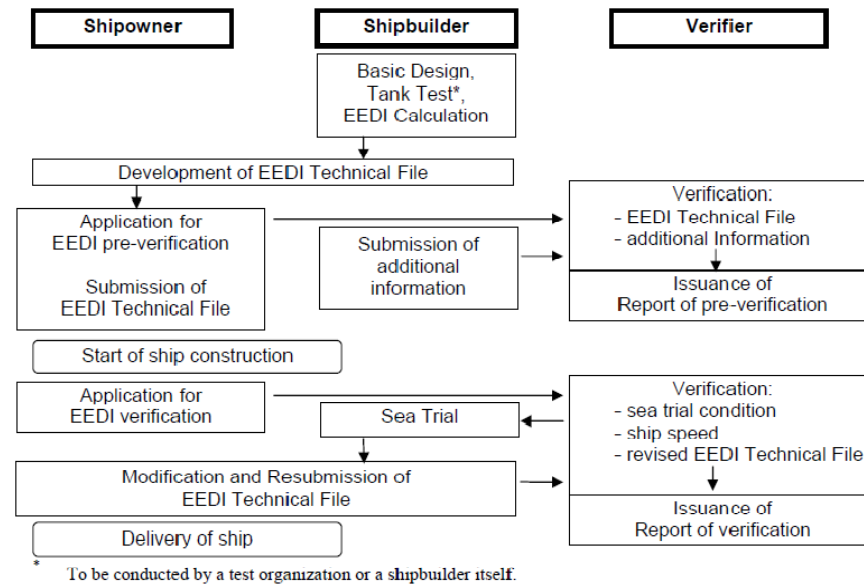 Shipowner
Shipbuilder
Verifier
Basic Design,
Tank Test*,
EEDI Calculation
Development of EEDI Technical File
Application for
EEDI pre-verification
Submission of
EEDI Technical File
Submission of
additional
information
Verification:
- EEDI Technical File
- additional Information
Issuance of
Report of pre-verification
Start of ship construction
Application for
EEDI verification
Sea Trial
Verification:
- sea trial condition
- ship speed
- revised EEDI Technical File
Modification and Resubmission of
EEDI Technical File
Issuance of
Report of verification
Delivery of ship
* To be conducted by a test organization or a shipbuilder itself.